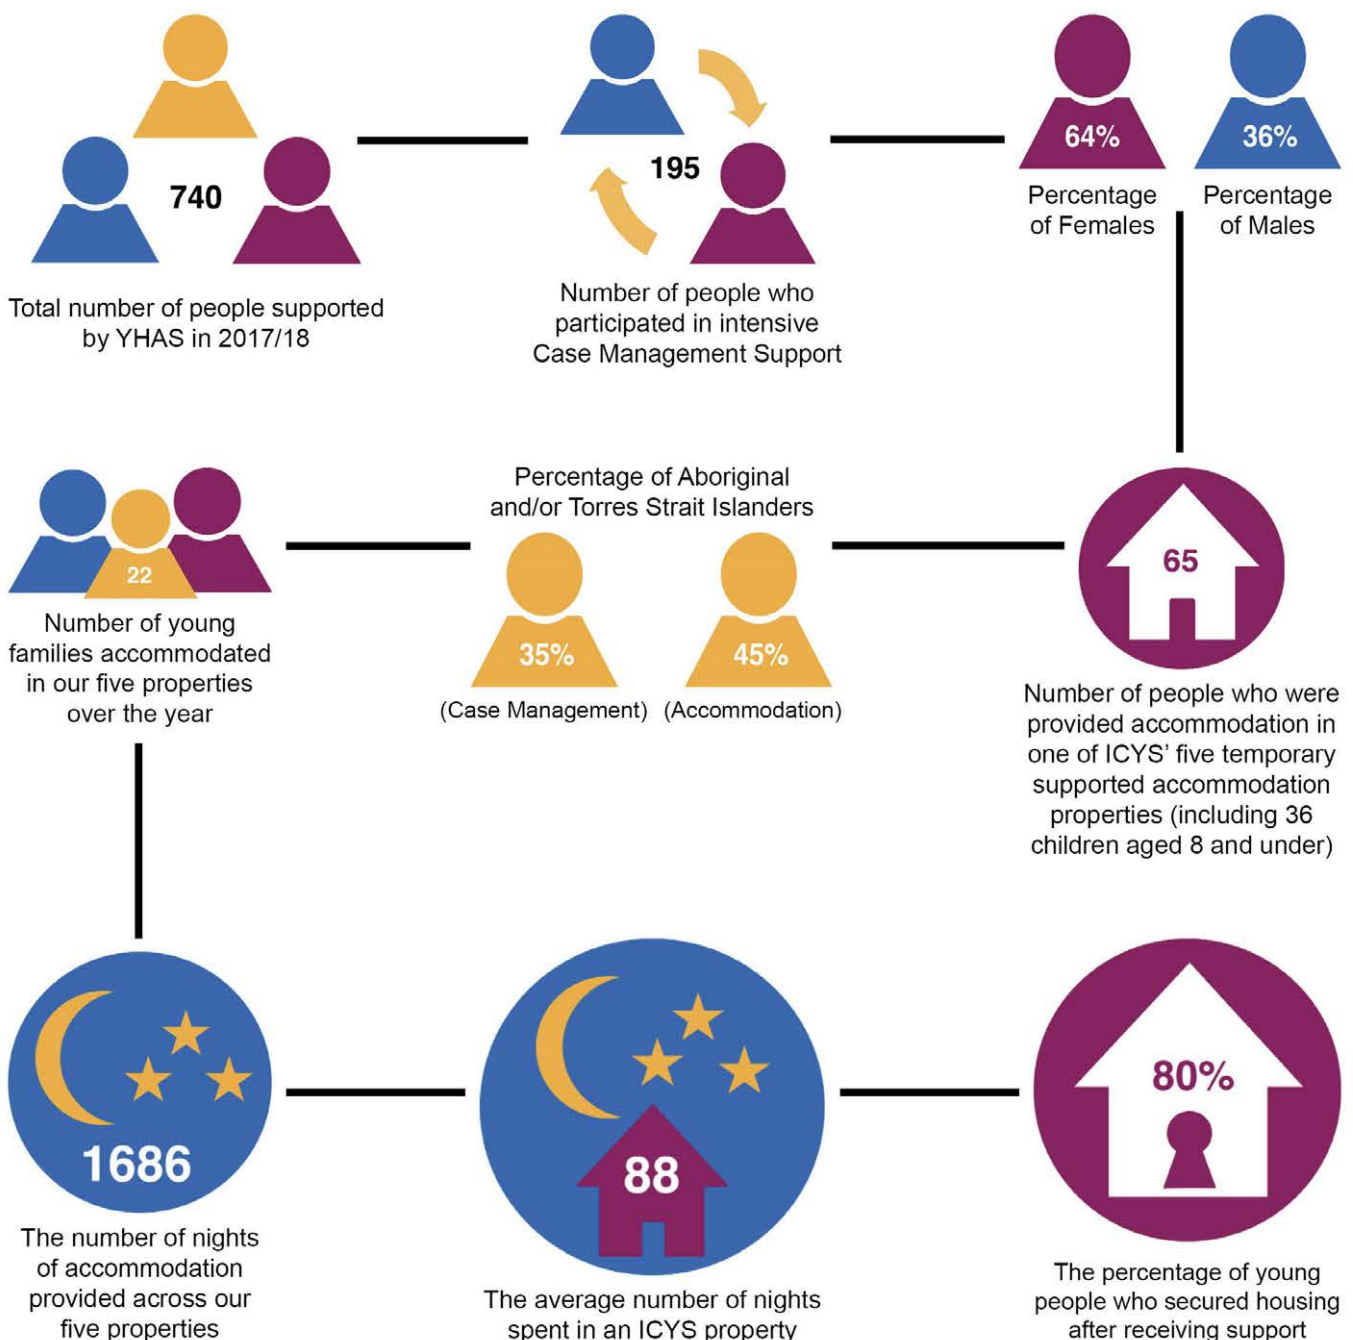 740
Total number of people supported
by YHAS in 2017/18
195
Number of people who
participated in intensive
Case Management Support
64%
Percentage
of Females
36%
Percentage
of Males
65
Number of people who were
provided accommodation in
one of ICYS' five temporary
supported accommodation
properties (including 36
children aged 8 and under)
Percentage of Aboriginal
and/or Torres Strait Islanders
35%
(Case Management)
45%
(Accommodation)
22
Number of young
families accommodated
in our five properties
over the year
1686
The number of nights
of accommodation
provided across our
five properties
88
The average number of nights
spent in an ICYS property
80%
The percentage of young
people who secured housing
after receiving support